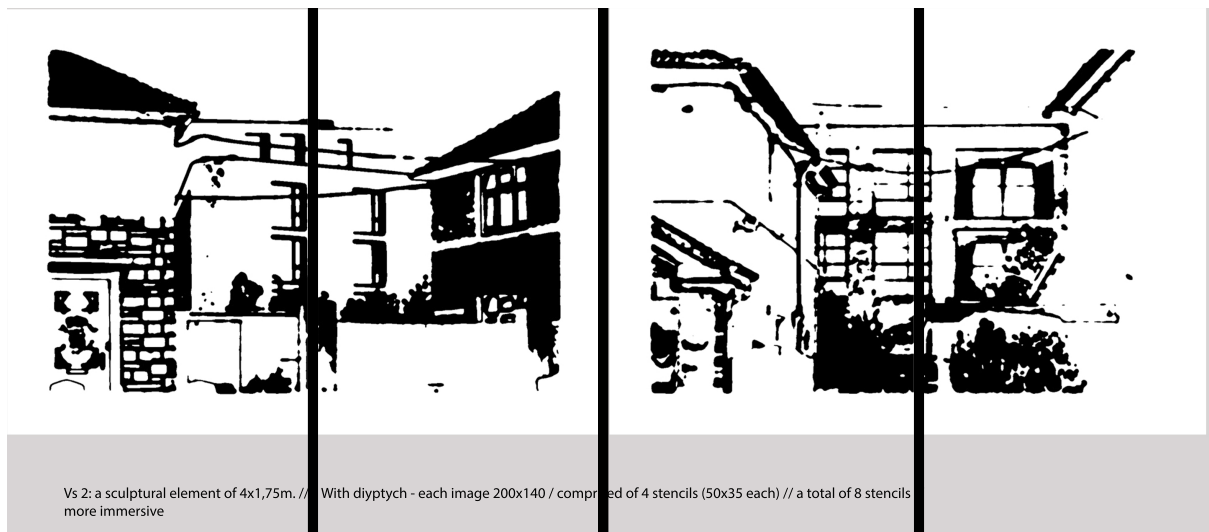 Vs 2: a sculptural element of 4x1,75m. // With diyptych - each image 200x140 / comprised of 4 stencils (50x35 each) // a total of 8 stencils
more immersive